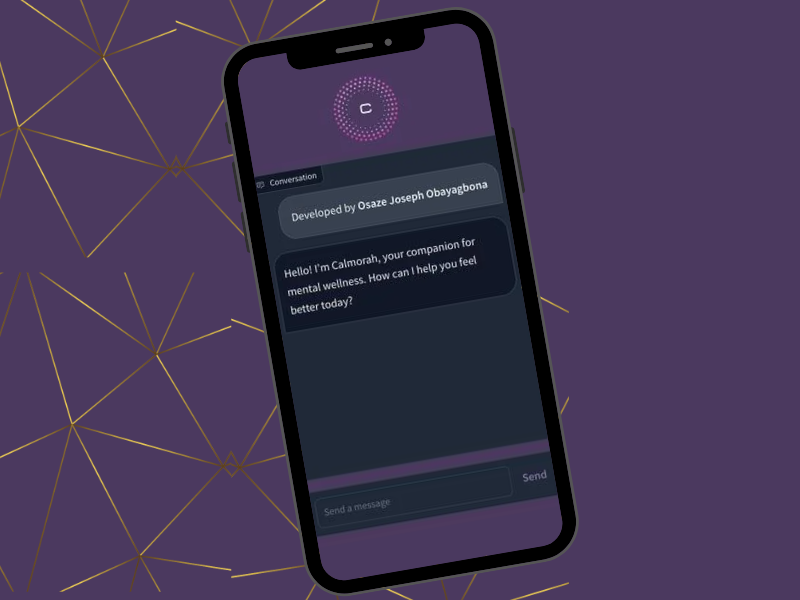 Conversation
Developed by Osaze Joseph Obayagbona
Hello! I'm Calmorah, your companion for
mental wellness. How can I help you feel
better today?
Send a message
Send